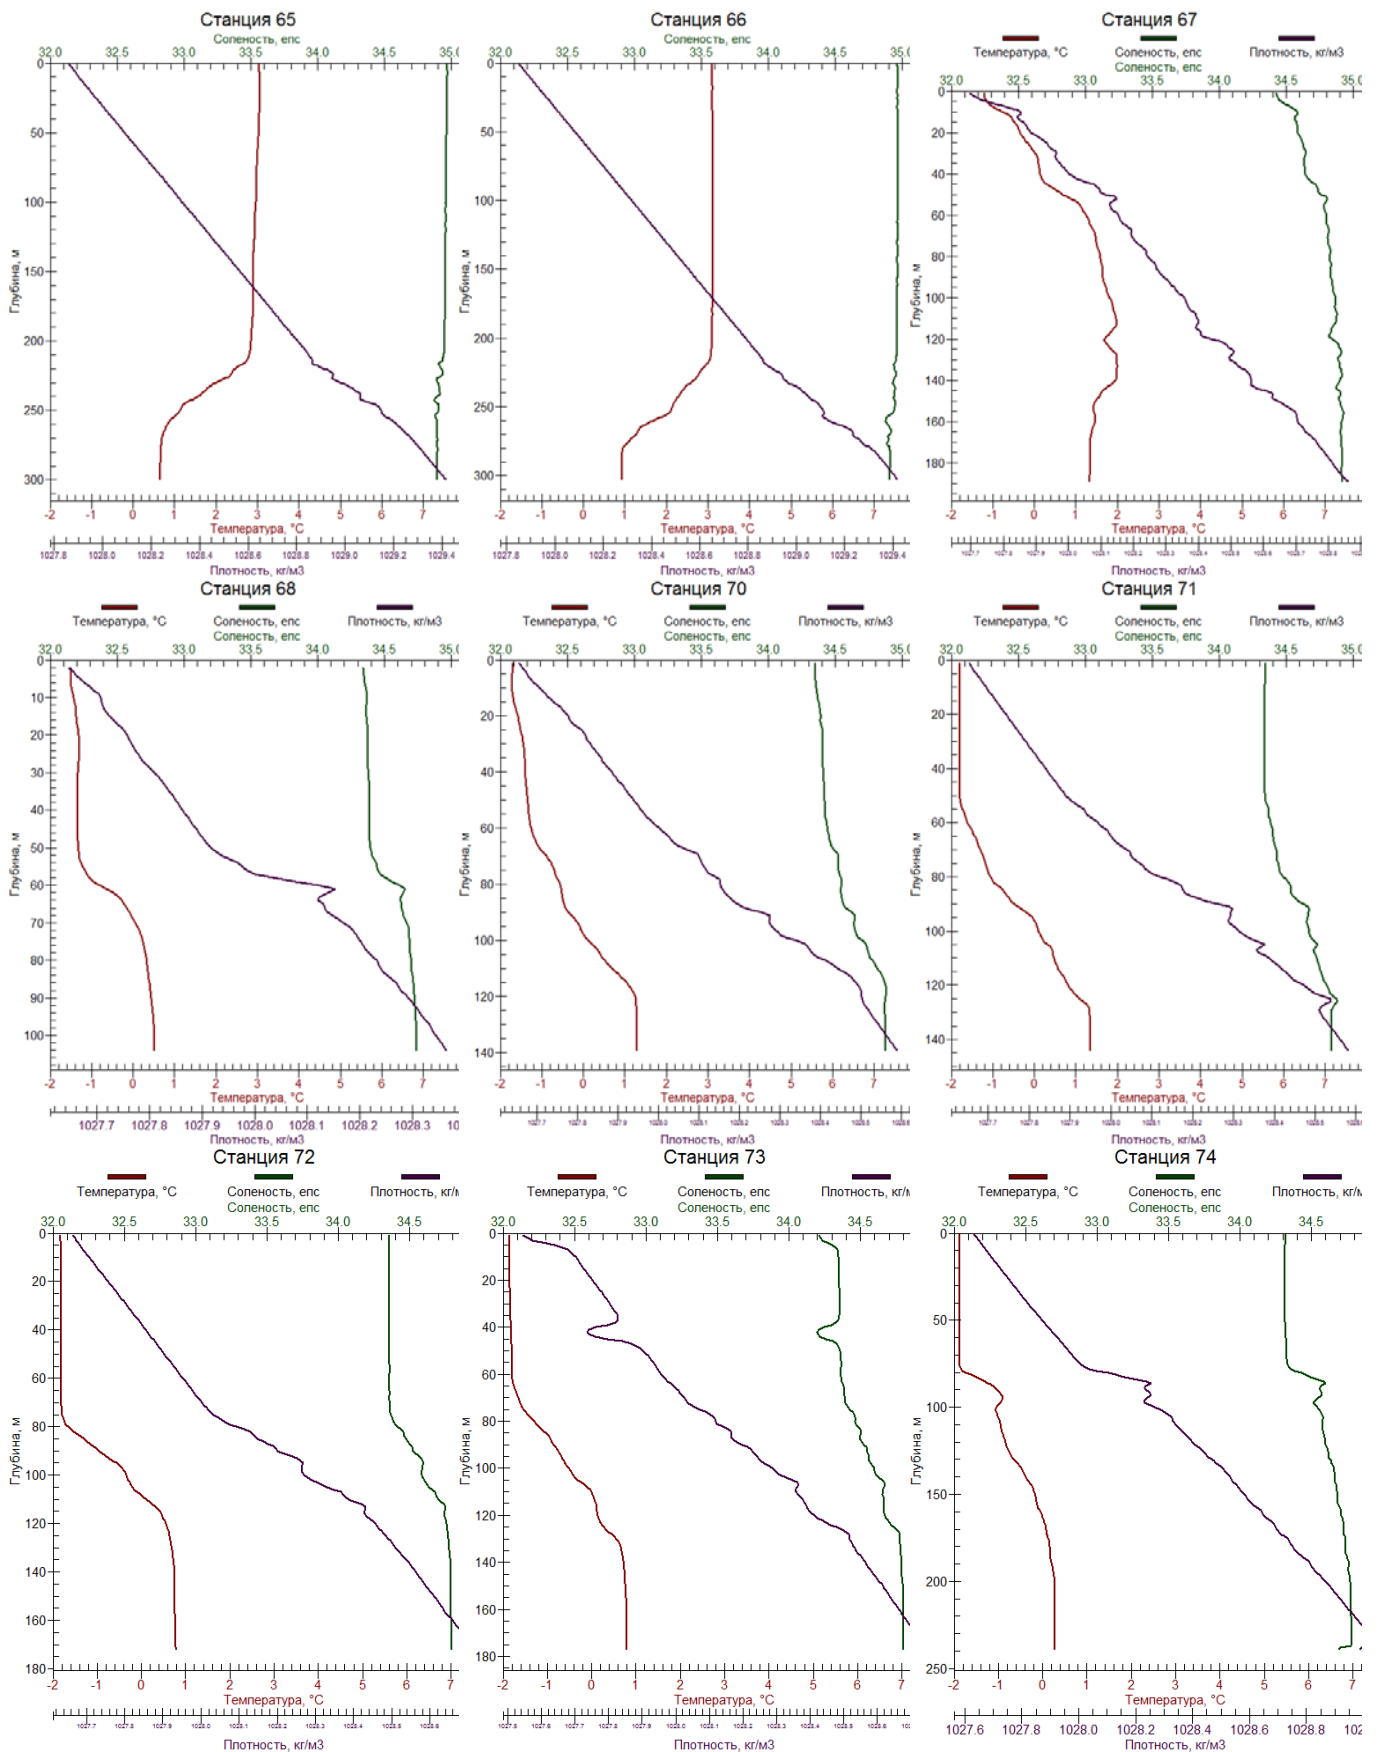 Станция 65
Соленость, епс
32.0 32.5 33.0 33.5 34.0 34.5 35.0
0
50
100
150
200
250
300
Глубина, м
-2 -1 0 1 2 3 4 5 6 7
Температура, °C
1027.8 1028.0 1028.2 1028.4 1028.6 1028.8 1029.0 1029.2 1029.4
Плотность, кг/м3
Станция 66
Соленость, епс
32.0 32.5 33.0 33.5 34.0 34.5 35.0
0
50
100
150
200
250
300
Глубина, м
-2 -1 0 1 2 3 4 5 6 7
Температура, °C
1027.8 1028.0 1028.2 1028.4 1028.6 1028.8 1029.0 1029.2 1029.4
Плотность, кг/м3
Станция 67
Температура, °C Соленость, епс Плотность, кг/м3
Соленость, епс
32.0 32.5 33.0 33.5 34.0 34.5 35.0
0
20
40
60
80
100
120
140
160
180
Глубина, м
-2 -1 0 1 2 3 4 5 6 7
Температура, °C
Плотность, кг/м3
Станция 68
Температура, °C Соленость, епс Плотность, кг/м3
Соленость, епс
32.0 32.5 33.0 33.5 34.0 34.5 35.0
0
10
20
30
40
50
60
70
80
90
100
Глубина, м
-2 -1 0 1 2 3 4 5 6 7
Температура, °C
1027.7 1027.8 1027.9 1028.0 1028.1 1028.2 1028.3 10
Плотность, кг/м3
Станция 70
Температура, °C Соленость, епс Плотность, кг/м3
Соленость, епс
32.0 32.5 33.0 33.5 34.0 34.5 35.0
0
20
40
60
80
100
120
140
Глубина, м
-2 -1 0 1 2 3 4 5 6 7
Температура, °C
Плотность, кг/м3
Станция 71
Температура, °C Соленость, епс Плотность, кг/м3
Соленость, епс
32.0 32.5 33.0 33.5 34.0 34.5 35.0
0
20
40
60
80
100
120
140
Глубина, м
-2 -1 0 1 2 3 4 5 6 7
Температура, °C
Плотность, кг/м3
Станция 72
Температура, °C Соленость, епс Плотность, кг/м
Соленость, епс
32.0 32.5 33.0 33.5 34.0 34.5
0
20
40
60
80
100
120
140
160
180
Глубина, м
-2 -1 0 1 2 3 4 5 6 7
Температура, °C
Плотность, кг/м3
Станция 73
Температура, °C Соленость, епс Плотность, кг/м
Соленость, епс
32.0 32.5 33.0 33.5 34.0 34.5
0
20
40
60
80
100
120
140
160
180
Глубина, м
-2 -1 0 1 2 3 4 5 6 7
Температура, °C
Плотность, кг/м3
Станция 74
Температура, °C Соленость, епс Плотность, кг/м
Соленость, епс
32.0 32.5 33.0 33.5 34.0 34.5
0
50
100
150
200
250
Глубина, м
-2 -1 0 1 2 3 4 5 6 7
Температура, °C
1027.6 1027.8 1028.0 1028.2 1028.4 1028.6 1028.8 102
Плотность, кг/м3